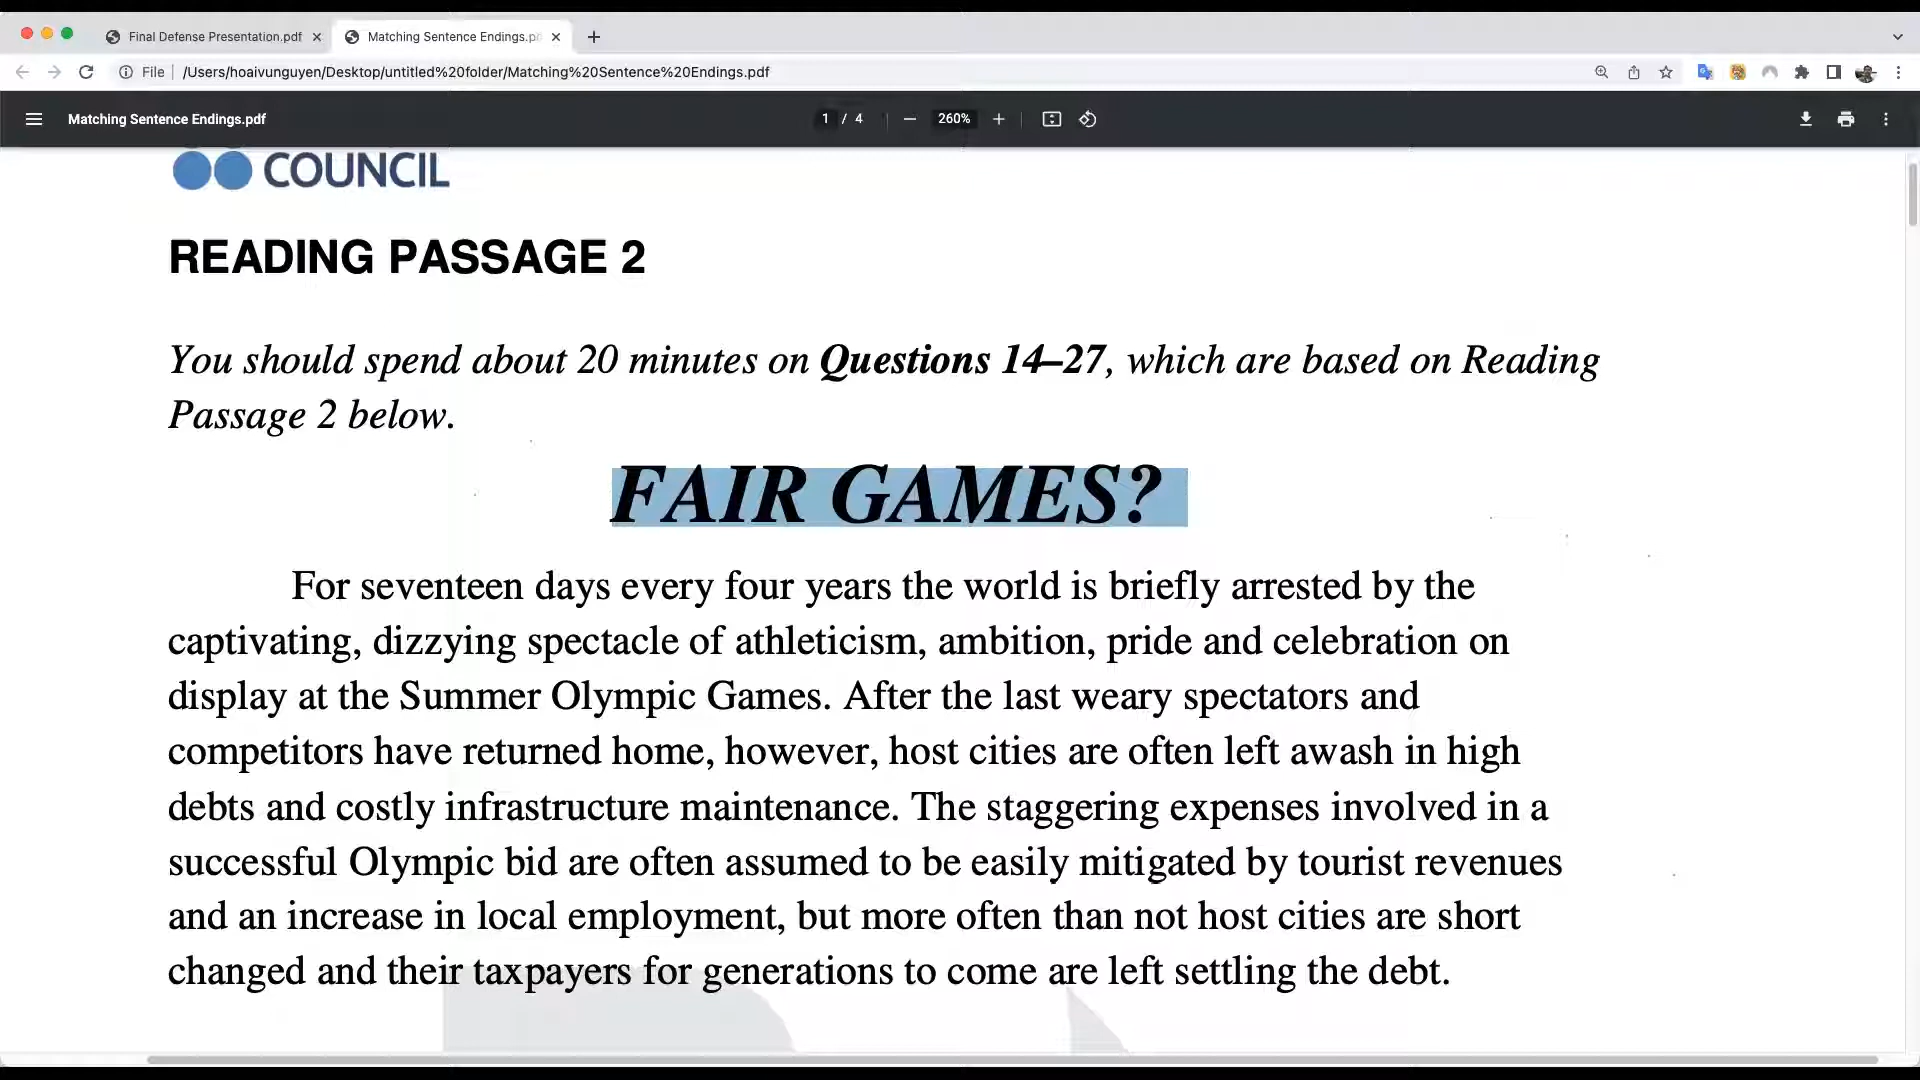 Final Defense Presentation.pdf
Matching Sentence Endings.p
File
/Users/hoaivunguyen/Desktop/untitled%20folder/Matching%20Sentence%20Endings.pdf
Matching Sentence Endings.pdf
1 / 4
260%
COUNCIL
READING PASSAGE 2
You should spend about 20 minutes on Questions 14–27, which are based on Reading
Passage 2 below.
FAIR GAMES?
For seventeen days every four years the world is briefly arrested by the
captivating, dizzying spectacle of athleticism, ambition, pride and celebration on
display at the Summer Olympic Games. After the last weary spectators and
competitors have returned home, however, host cities are often left awash in high
debts and costly infrastructure maintenance. The staggering expenses involved in a
successful Olympic bid are often assumed to be easily mitigated by tourist revenues
and an increase in local employment, but more often than not host cities are short
changed and their taxpayers for generations to come are left settling the debt.